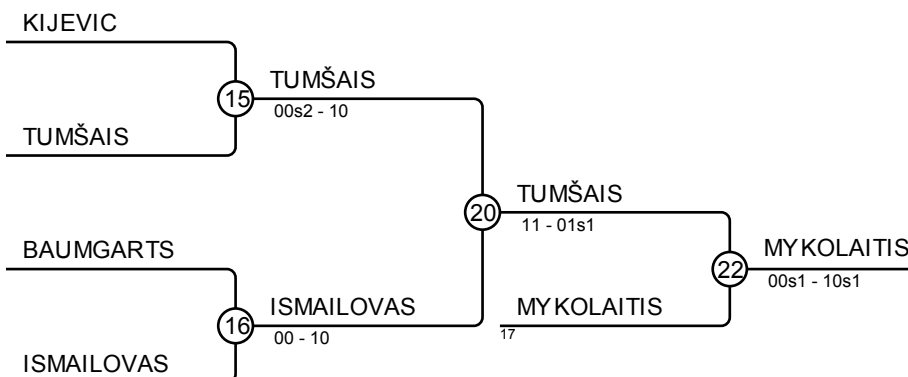 KIJEVIC
15
TUMŠAIS
00s2 - 10
TUMŠAIS
20
TUMŠAIS
11 - 01s1
BAUMGARTS
22
MYKOLAITIS
00s1 - 10s1
16
ISMAILOVAS
00 - 10
MYKOLAITIS
17
ISMAILOVAS